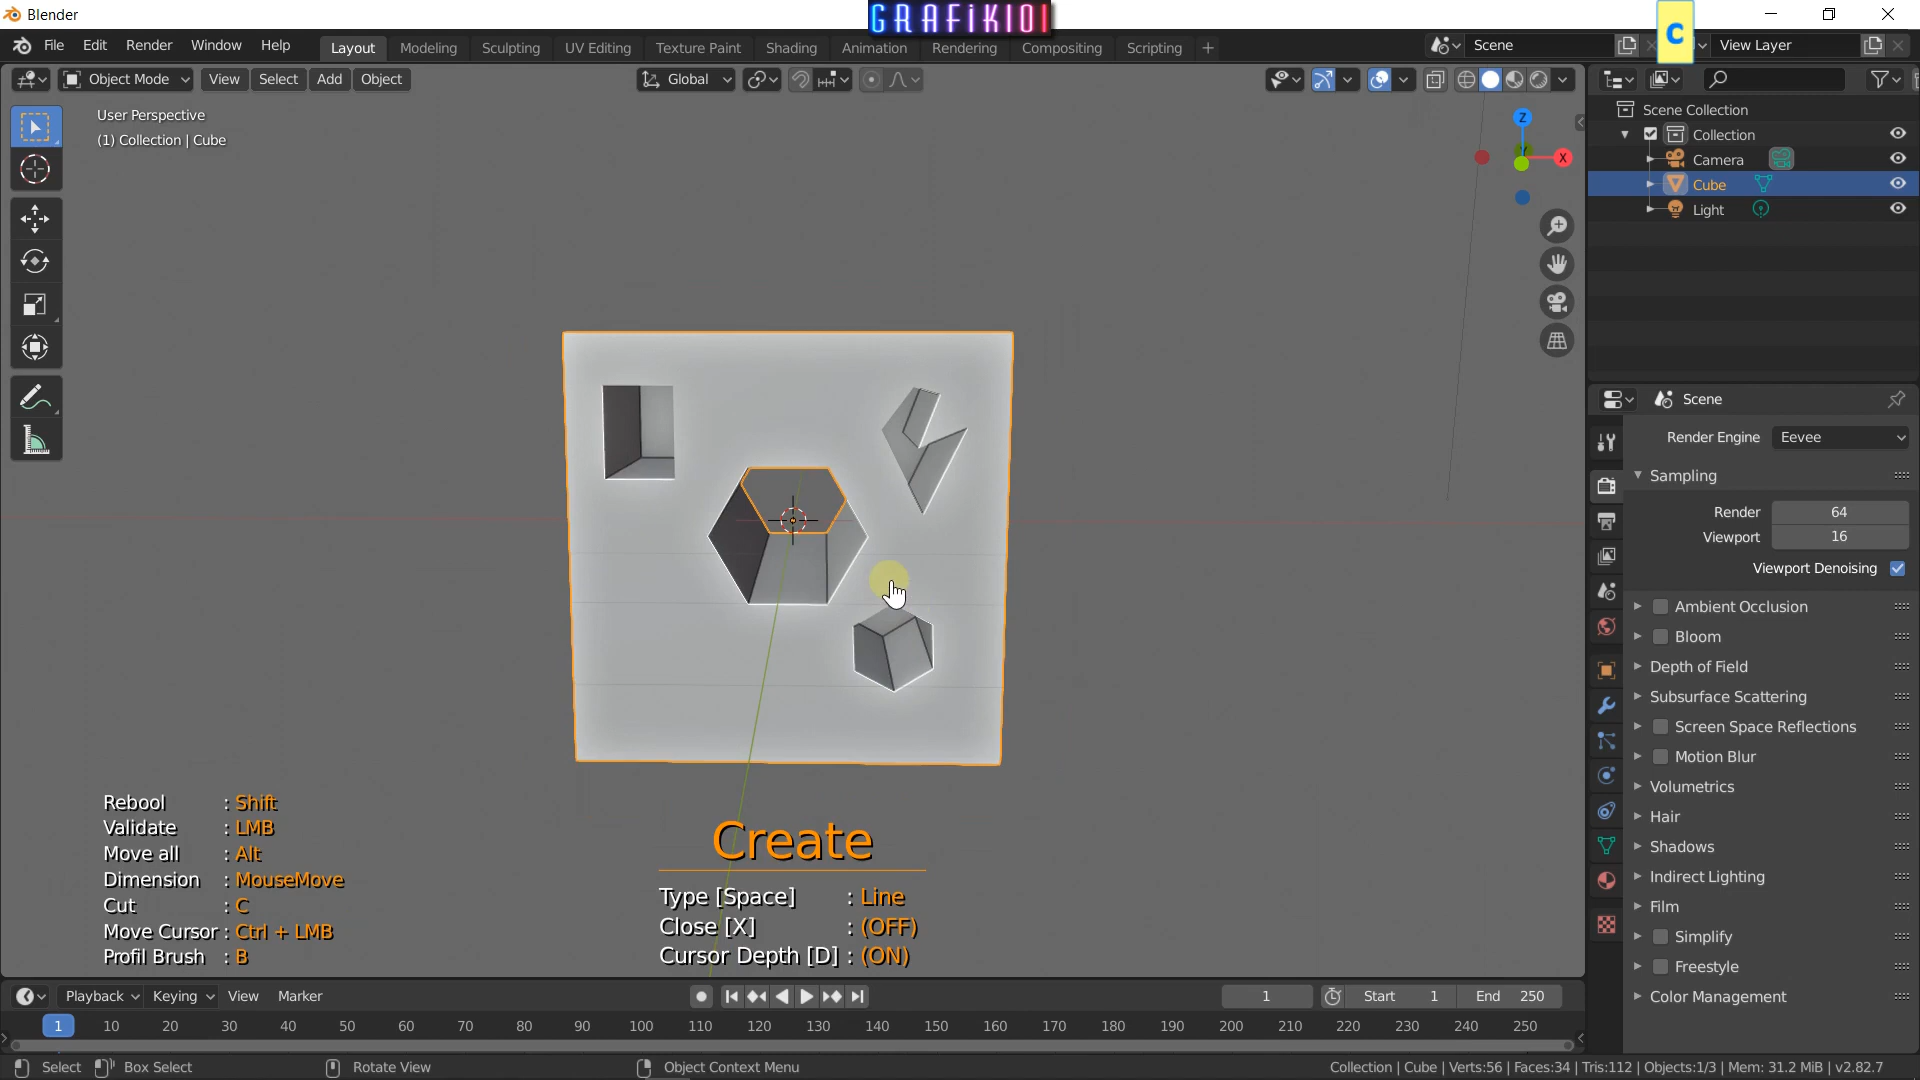 Blender
GRAFIK101
C
File Edit Render Window Help
Layout Modeling Sculpting UV Editing Texture Paint Shading Animation Rendering Compositing Scripting +
Scene
View Layer
Object Mode View Select Add Object
Global
User Perspective
(1) Collection | Cube
Z
X
Scene Collection
Collection
Camera
Cube
Light
Scene
Render Engine Eevee
Sampling
Render 64
Viewport 16
Viewport Denoising
Ambient Occlusion
Bloom
Depth of Field
Subsurface Scattering
Screen Space Reflections
Motion Blur
Volumetrics
Hair
Shadows
Indirect Lighting
Film
Simplify
Freestyle
Color Management
Rebool : Shift
Validate : LMB
Move all : Alt
Dimension : MouseMove
Cut : C
Move Cursor : Ctrl + LMB
Profil Brush : B
Create
Type [Space] : Line
Close [X] : (OFF)
Cursor Depth [D] : (ON)
Playback Keying View Marker
1 Start 1 End 250
1 10 20 30 40 50 60 70 80 90 100 110 120 130 140 150 160 170 180 190 200 210 220 230 240 250
Select Box Select Rotate View Object Context Menu
Collection | Cube | Verts:56 | Faces:34 | Tris:112 | Objects:1/3 | Mem: 31.2 MiB | v2.82.7